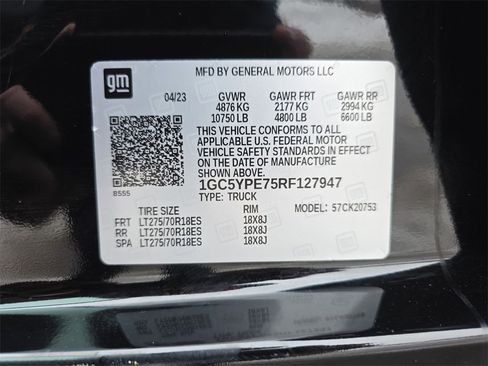 gm
MFD BY GENERAL MOTORS LLC
04/23 GVWR GAWR FRT GAWR RR
4876 KG 2177 KG 2994 KG
10750 LB 4800 LB 6600 LB
THIS VEHICLE CONFORMS TO ALL
APPLICABLE U.S. FEDERAL MOTOR
VEHICLE SAFETY STANDARDS IN
EFFECT ON THE DATE OF MANUFACTURE
SHOWN ABOVE.
1GC5YPE75RF127947
TYPE: TRUCK
8555
TIRE SIZE RIM MODEL: 57CK20753
FRT LT275/70R18ES 18X8J
RR LT275/70R18ES 18X8J
SPA LT275/70R18ES 18X8J